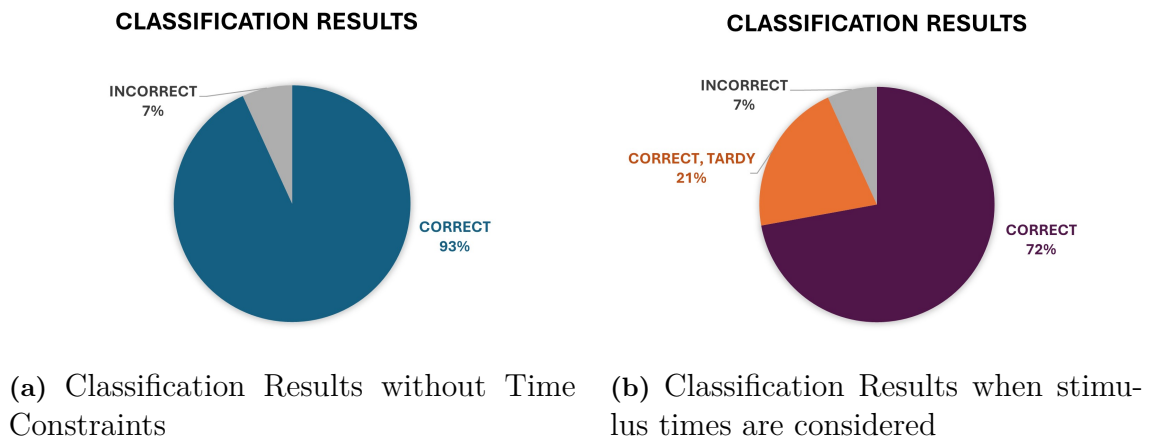 CLASSIFICATION RESULTS
INCORRECT
7%
CORRECT
93%
(a) Classification Results without Time
Constraints
CLASSIFICATION RESULTS
INCORRECT
7%
CORRECT, TARDY
21%
CORRECT
72%
(b) Classification Results when stimu-
lus times are considered